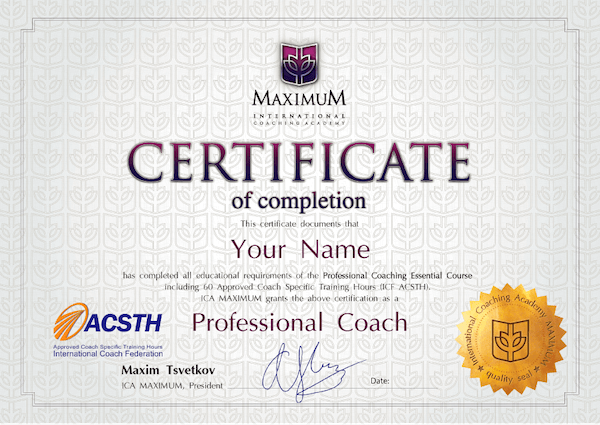 MAXIMUM
INTERNATIONAL
COACHING ACADEMY
CERTIFICATE
of completion
This certificate documents that
Your Name
has completed all educational requirements of the Professional Coaching Essential Course
including 60 Approved Coach Specific Training Hours (ICF ACSTH).
ICA MAXIMUM grants the above certification as a
Professional Coach
ACSTH
Approved Coach Specific Training Hours
International Coach Federation
Maxim Tsvetkov
ICA MAXIMUM, President
Date:
International Coaching Academy MAXIMUM
quality seal